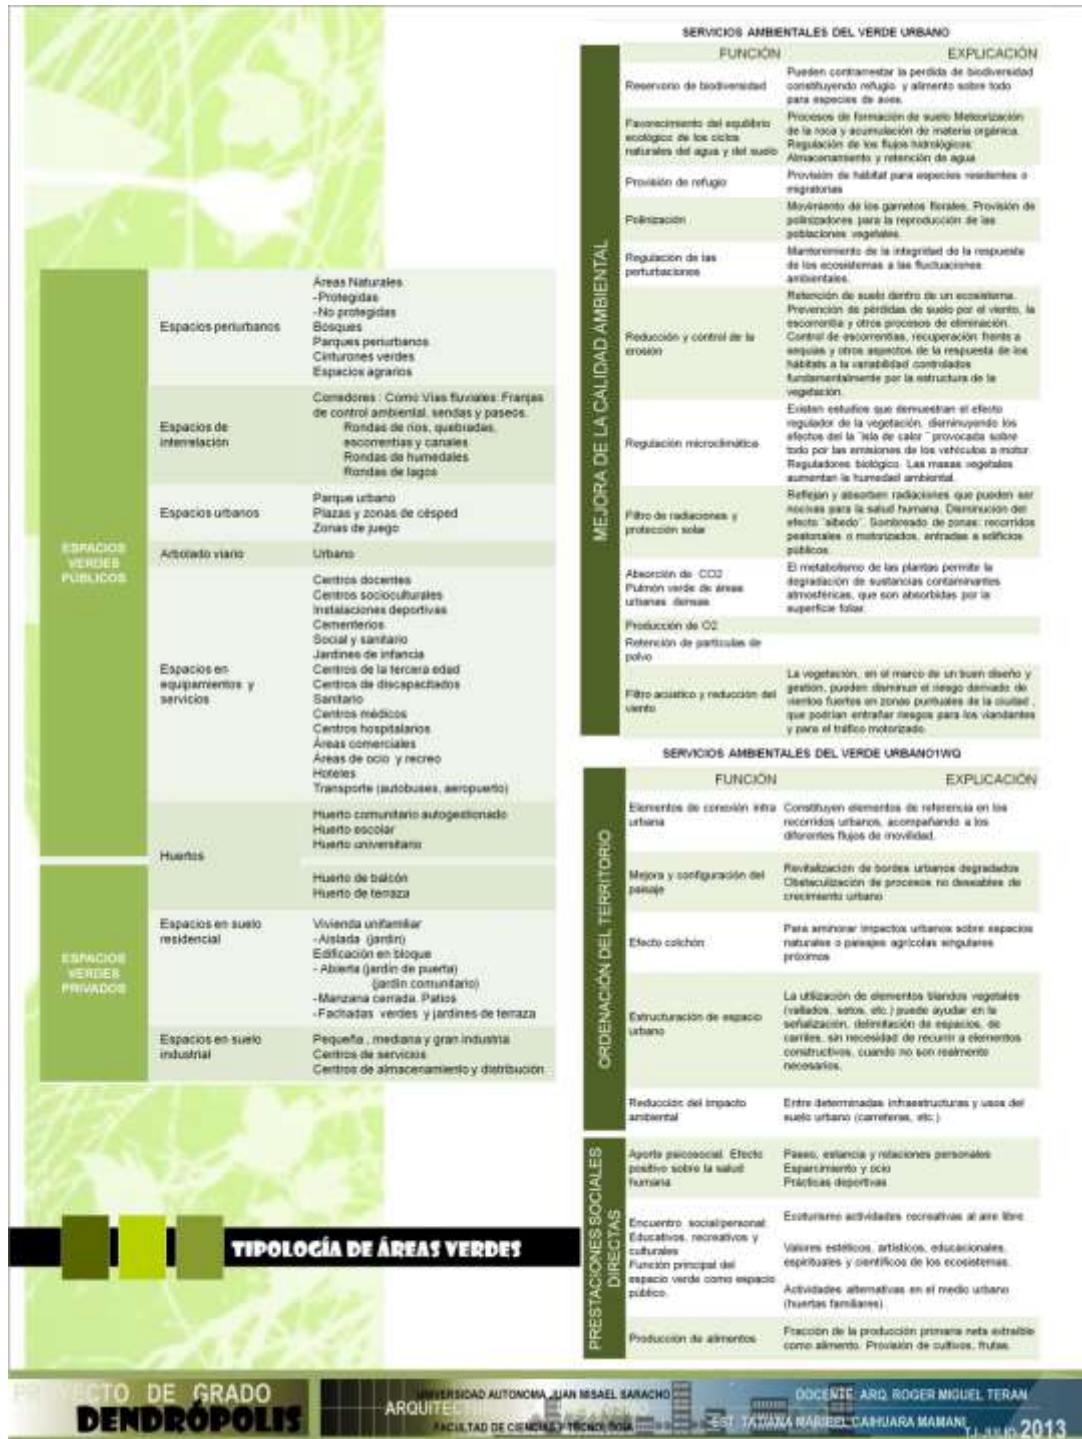 ESPACIOS
VERDES
PÚBLICOS
Espacios periurbanos
Áreas Naturales
-Protegidas
-No protegidas
Bosques
Parques periurbanos
Cinturones verdes
Espacios agrarios
Espacios de
interrelación
Corredores : Como Vías fluviales: Franjas
de control ambiental, sendas y paseos.
Rondas de ríos, quebradas,
escorrentías y canales
Rondas de humedales
Rondas de lagos
Espacios urbanos
Parque urbano
Plazas y zonas de césped
Zonas de juego
Arbolado viario
Urbano
Espacios en
equipamientos y
servicios
Centros docentes
Centros socioculturales
Instalaciones deportivas
Cementerios
Social y sanitario
Jardines de infancia
Centros de la tercera edad
Centros de discapacitados
Sanitario
Centros médicos
Centros hospitalarios
Áreas comerciales
Áreas de ocio y recreo
Hoteles
Transporte (autobuses, aeropuerto)
Huertos
Huerto comunitario autogestionado
Huerto escolar
Huerto universitario
Huerto de balcón
Huerto de terraza
ESPACIOS
VERDES
PRIVADOS
Espacios en suelo
residencial
Vivienda unifamiliar
-Aislada (jardín)
Edificación en bloque
- Abierta (jardín de puerta)
(jardín comunitario)
-Manzana cerrada. Patios
-Fachadas verdes y jardines de terraza
Espacios en suelo
industrial
Pequeña , mediana y gran industria
Centros de servicios
Centros de almacenamiento y distribución
TIPOLOGÍA DE ÁREAS VERDES
SERVICIOS AMBIENTALES DEL VERDE URBANO
FUNCIÓN
EXPLICACIÓN
MEJORA DE LA CALIDAD AMBIENTAL
Reservorio de biodiversidad
Pueden contrarrestar la perdida de biodiversidad
constituyendo refugio y alimento sobre todo
para especies de aves.
Favorecimiento del equilibrio
ecológico de los ciclos
naturales del agua y del suelo
Procesos de formación de suelo Meteorización
de la roca y acumulación de materia orgánica.
Regulación de los flujos hidrológicos:
Almacenamiento y retención de agua
Provisión de refugio
Provisión de hábitat para especies residentes o
migratorias
Polinización
Movimiento de los gametos florales. Provisión de
polinizadores para la reproducción de las
poblaciones vegetales.
Regulación de las
perturbaciones
Mantenimiento de la integridad de la respuesta
de los ecosistemas a las fluctuaciones
ambientales.
Reducción y control de la
erosión
Retención de suelo dentro de un ecosistema.
Prevención de pérdidas de suelo por el viento, la
escorrentía y otros procesos de eliminación.
Control de escorrentías, recuperación frente a
sequías y otros aspectos de la respuesta de los
hábitats a la variabilidad controlados
fundamentalmente por la estructura de la
vegetación.
Regulación microclimática
Existen estudios que demuestran el efecto
regulador de la vegetación, disminuyendo los
efectos del la "isla de calor " provocada sobre
todo por las emisiones de los vehículos a motor.
Reguladores biológico. Las masas vegetales
aumentan la humedad ambiental.
Filtro de radiaciones y
protección solar
Reflejan y absorben radiaciones que pueden ser
nocivas para la salud humana. Disminución del
efecto "albedo". Sombreado de zonas: recorridos
peatonales o motorizados, entradas a edificios
públicos.
Absorción de CO2
Pulmón verde de áreas
urbanas densas
El metabolismo de las plantas permite la
degradación de sustancias contaminantes
atmosféricas, que son absorbidas por la
superficie foliar.
Producción de O2
Retención de partículas de
polvo
Filtro acústico y reducción del
viento
La vegetación, en el marco de un buen diseño y
gestión, pueden disminuir el riesgo derivado de
vientos fuertes en zonas puntuales de la ciudad ,
que podrían entrañar riesgos para los viandantes
y para el tráfico motorizado.
SERVICIOS AMBIENTALES DEL VERDE URBANO1WQ
FUNCIÓN
EXPLICACIÓN
ORDENACIÓN DEL TERRITORIO
Elementos de conexión intra
urbana
Constituyen elementos de referencia en los
recorridos urbanos, acompañando a los
diferentes flujos de movilidad.
Mejora y configuración del
paisaje
Revitalización de bordes urbanos degradados
Obstaculización de procesos no deseables de
crecimiento urbano
Efecto colchón
Para aminorar impactos urbanos sobre espacios
naturales o paisajes agrícolas singulares
próximos
Estructuración de espacio
urbano
La utilización de elementos blandos vegetales
(vallados, setos, etc.) puede ayudar en la
señalización, delimitación de espacios, de
carriles, sin necesidad de recurrir a elementos
constructivos, cuando no son realmente
necesarios.
Reducción del impacto
ambiental
Entre determinadas infraestructuras y usos del
suelo urbano (carreteras, etc.)
PRESTACIONES SOCIALES
DIRECTAS
Aporte psicosocial. Efecto
positivo sobre la salud
humana
Paseo, estancia y relaciones personales
Esparcimiento y ocio
Prácticas deportivas
Encuentro social/personal:
Educativos, recreativos y
culturales
Función principal del
espacio verde como espacio
público.
Ecoturismo actividades recreativas al aire libre
Valores estéticos, artísticos, educacionales,
espirituales y científicos de los ecosistemas.
Actividades alternativas en el medio urbano
(huertas familiares)
Producción de alimentos
Fracción de la producción primaria neta extraíble
como alimento. Provisión de cultivos, frutas.
PROYECTO DE GRADO
DENDRÓPOLIS
UNIVERSIDAD AUTONOMA JUAN MISAEL SARACHO
FACULTAD DE CIENCIAS Y TECNOLOGIA
DOCENTE: ARQ. ROGER MIGUEL TERAN
EST. TATIANA MARIBEL CAIHUARA MAMANI
TJ-JULIO 2013